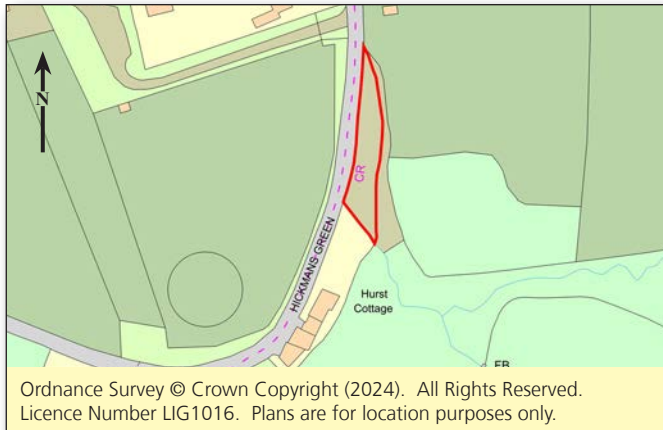 N
CR
HICKMANS GREEN
Hurst
Cottage
FB
Ordnance Survey © Crown Copyright (2024). All Rights Reserved.
Licence Number LIG1016. Plans are for location purposes only.